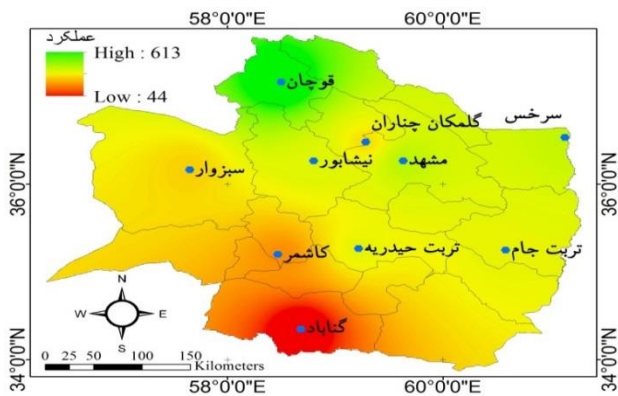 58°0'0"E
60°0'0"E
عملکرد
High : 613
Low : 44
قوچان
سرخس
گلمکان چناران
مشهد
نیشابور
سبزوار
36°0'0"N
36°0'0"N
تربت جام
تربت حیدریه
کاشمر
گناباد
N
W
E
S
0 25 50 100 150
Kilometers
34°0'0"N
34°0'0"N
58°0'0"E
60°0'0"E